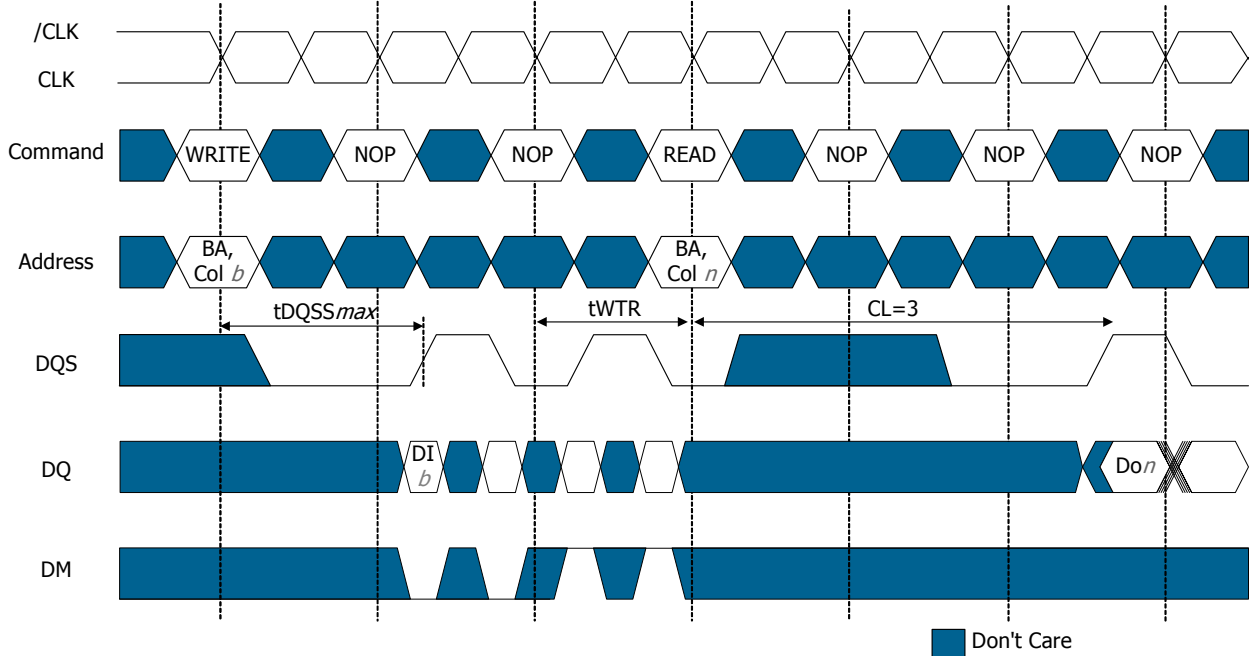 /CLK
CLK
Command
WRITE NOP NOP READ NOP NOP NOP
Address
BA,
Col b
BA,
Col n
tDQSSmax
tWTR
CL=3
DQS
DQ
DI
b
Don
DM
Don't Care